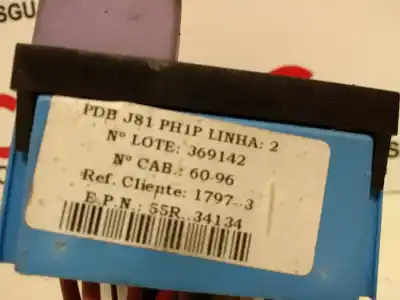 PDB J81 PH1P LINHA: 2
Nº LOTE: 369142
Nº CAB.: 60-96
Ref. Cliente: 1797-3
E.P.N.: 55R 34134